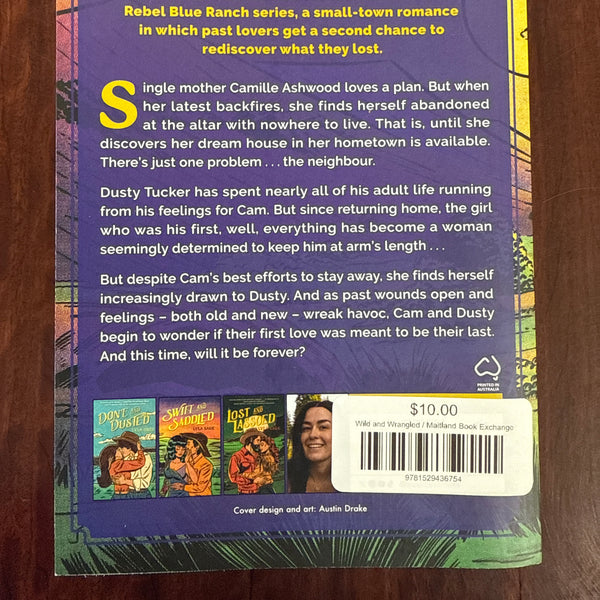 Rebel Blue Ranch series, a small-town romance
in which past lovers get a second chance to
rediscover what they lost.
Single mother Camille Ashwood loves a plan. But when
her latest backfires, she finds herself abandoned
at the altar with nowhere to live. That is, until she
discovers her dream house in her hometown is available.
There's just one problem . . . the neighbour.
Dusty Tucker has spent nearly all of his adult life running
from his feelings for Cam. But since returning home, the girl
who was his first, well, everything has become a woman
seemingly determined to keep him at arm's length . . .
But despite Cam's best efforts to stay away, she finds herself
increasingly drawn to Dusty. And as past wounds open and
feelings – both old and new – wreak havoc, Cam and Dusty
begin to wonder if their first love was meant to be their last.
And this time, will it be forever?
PRINTED IN
AUSTRALIA
DONE AND
DUSTED
LYLA SAGE
SWIFT AND
SADDLED
LYLA SAGE
LOST AND
LASSOED
$10.00
Wild and Wrangled / Maitland Book Exchange
9781529436754
Cover design and art: Austin Drake